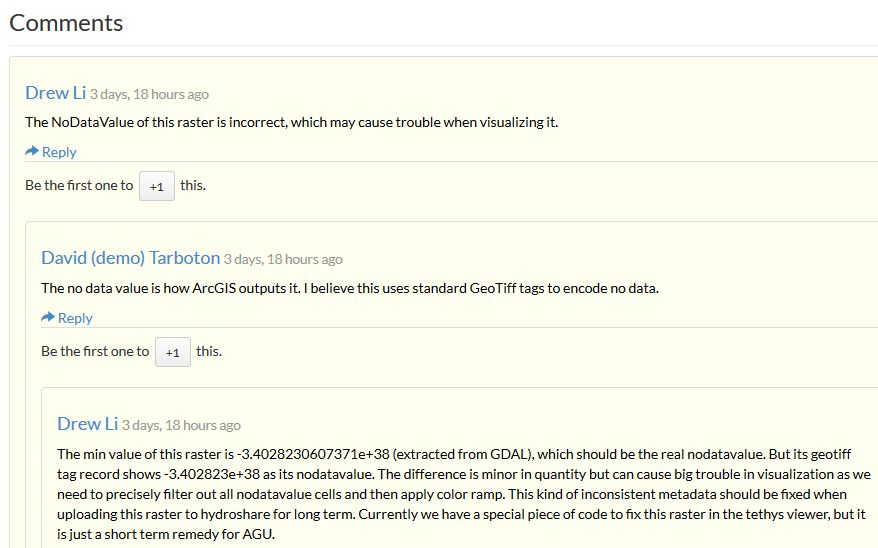 Comments
Drew Li 3 days, 18 hours ago
The NoDataValue of this raster is incorrect, which may cause trouble when visualizing it.
Reply
Be the first one to +1 this.
David (demo) Tarboton 3 days, 18 hours ago
The no data value is how ArcGIS outputs it. I believe this uses standard GeoTiff tags to encode no data.
Reply
Be the first one to +1 this.
Drew Li 3 days, 18 hours ago
The min value of this raster is -3.4028230607371e+38 (extracted from GDAL), which should be the real nodatavalue. But its geotiff
tag record shows -3.402823e+38 as its nodatavalue. The difference is minor in quantity but can cause big trouble in visualization as we
need to precisely filter out all nodatavalue cells and then apply color ramp. This kind of inconsistent metadata should be fixed when
uploading this raster to hydroshare for long term. Currently we have a special piece of code to fix this raster in the tethys viewer, but it
is just a short term remedy for AGU.